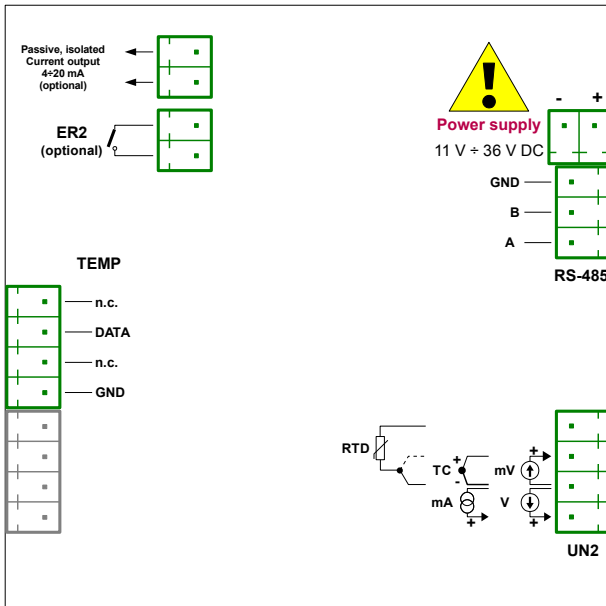 Passive, isolated
Current output
4÷20 mA
(optional)
ER2
(optional)
- +
Power supply
11 V ÷ 36 V DC
GND
B
A
RS-485
TEMP
n.c.
DATA
n.c.
GND
RTD
+
TC
-
mA
+
+
mV
V
+
UN2